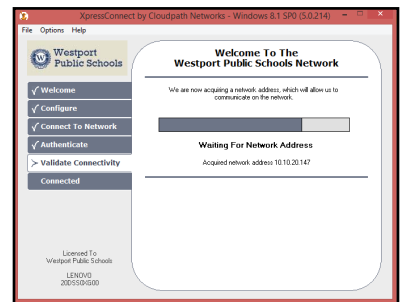 XpressConnect by Cloudpath Networks - Windows 8.1 SP0 (5.0.214)
File Options Help
Westport
Public Schools
Welcome To The
Westport Public Schools Network
We are now acquiring a network address, which will allow us to
communicate on the network.
√ Welcome
√ Configure
√ Connect To Network
√ Authenticate
> Validate Connectivity
Connected
Waiting For Network Address
Acquired network address 10.10.20.147
Licensed To
Westport Public Schools
LENOVO
20DSS0XG00